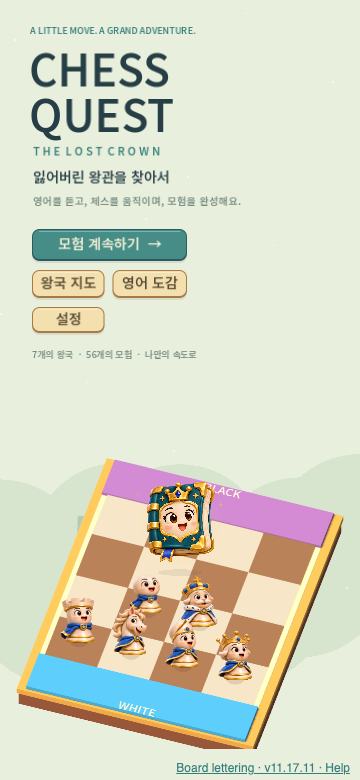 A LITTLE MOVE. A GRAND ADVENTURE.
CHESS
QUEST
THE LOST CROWN
잃어버린 왕관을 찾아서
영어를 듣고, 체스를 움직이며, 모험을 완성해요.
모험 계속하기 →
왕국 지도
영어 도감
설정
7개의 왕국 · 56개의 모험 · 나만의 속도로
BLACK
WHITE
Board lettering · v11.17.11 · Help